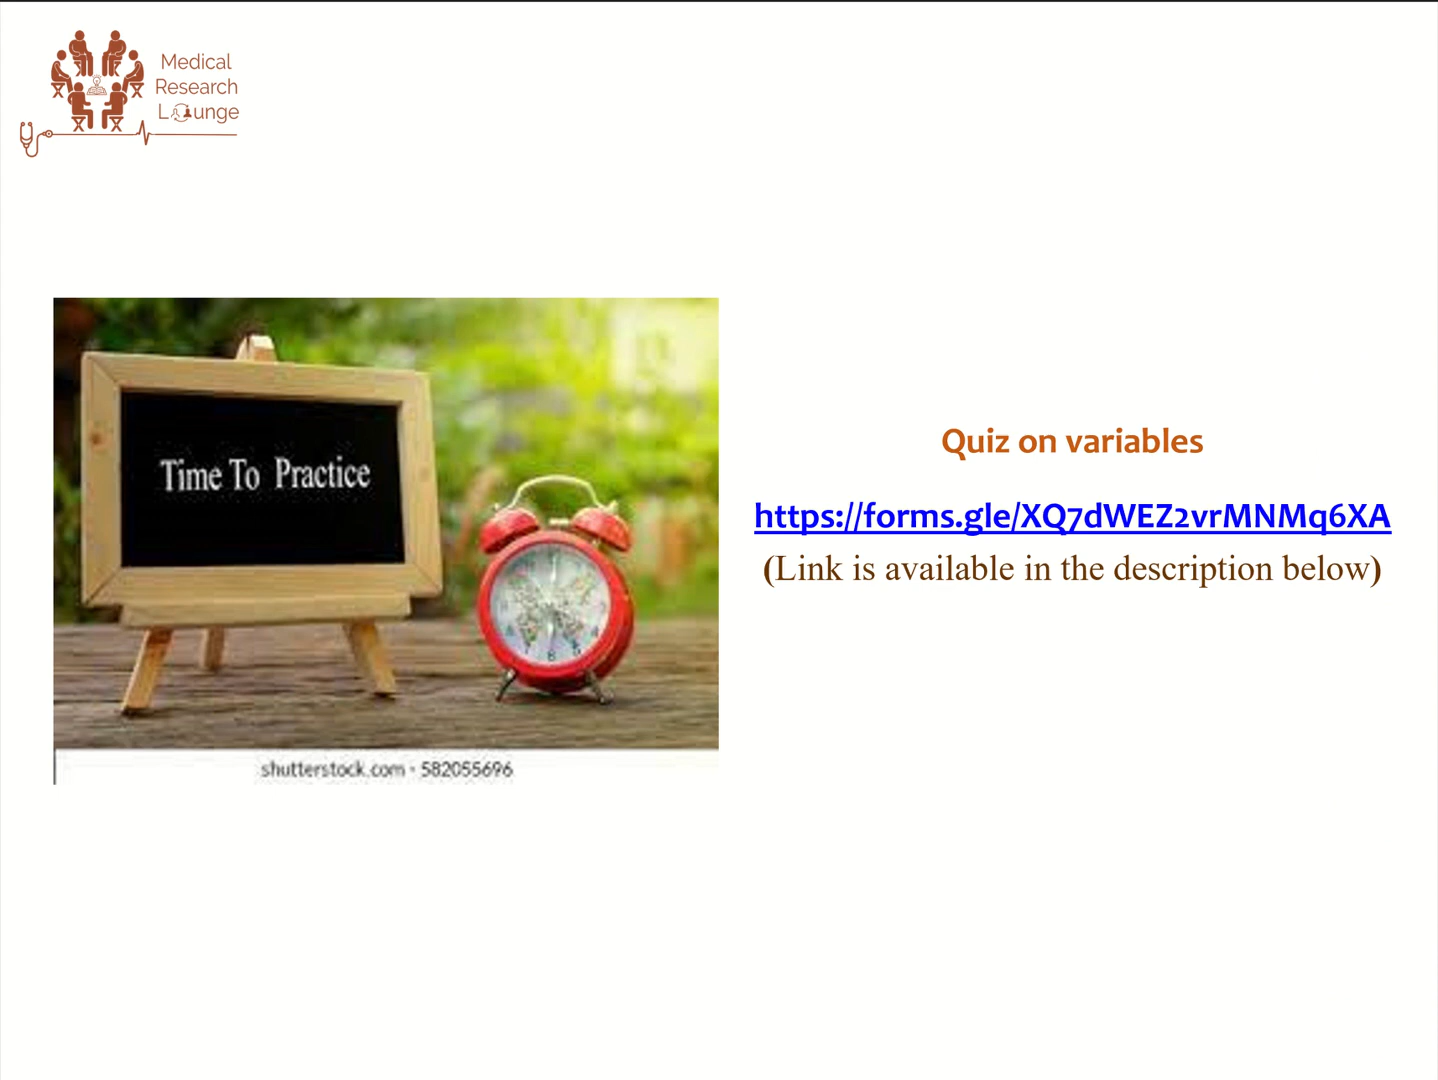 Medical
Research
Lounge
Time To Practice
shutterstock.com · 582055696
Quiz on variables
https://forms.gle/XQ7dWEZ2vrMNMq6XA
(Link is available in the description below)